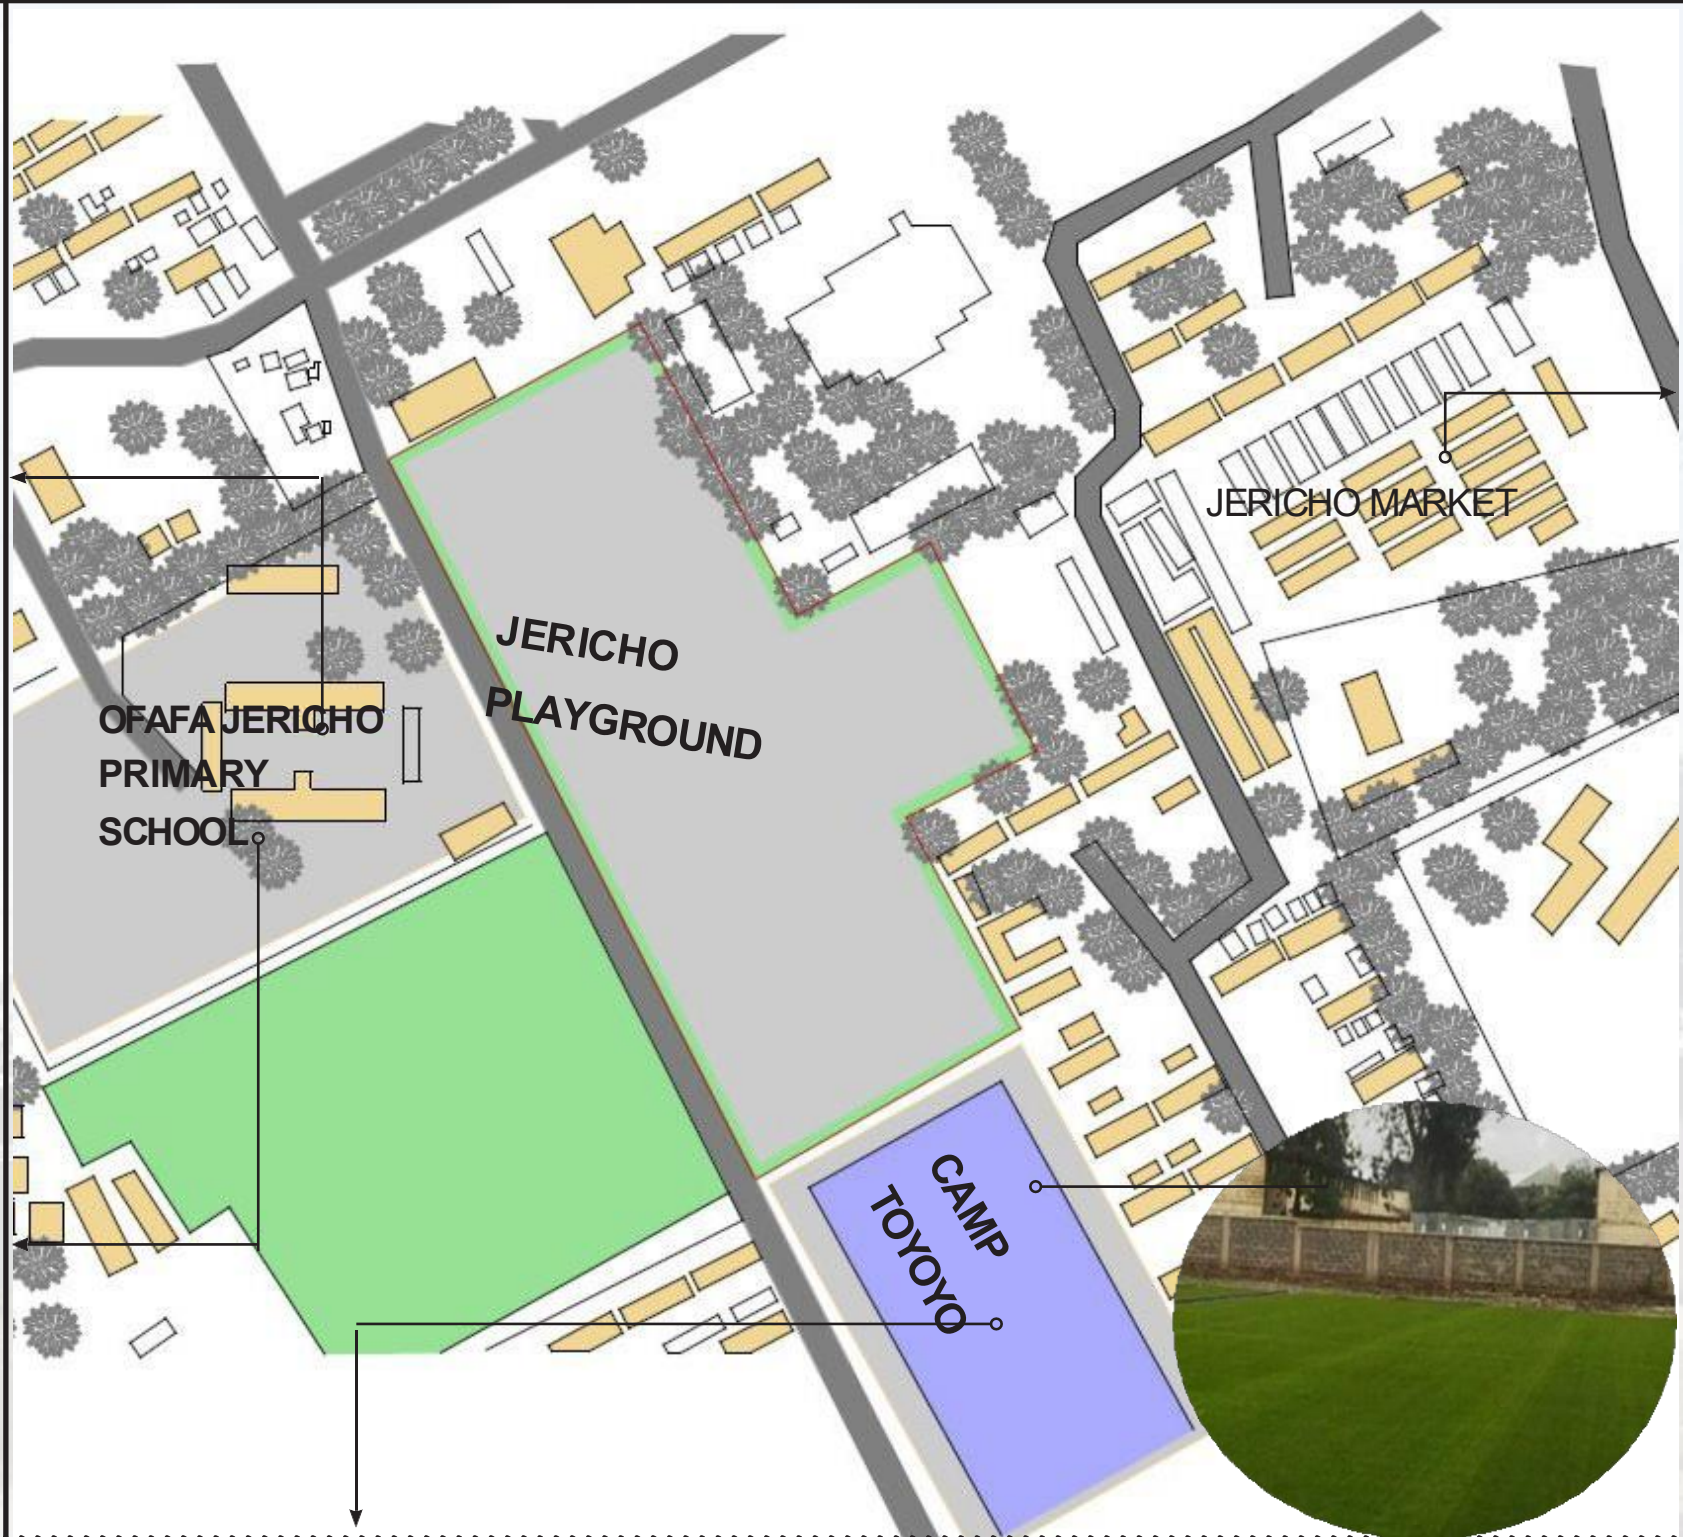 JERICHO MARKET
JERICHO
PLAYGROUND
OFAFA JERICHO
PRIMARY
SCHOOL
CAMP
TOYOYO